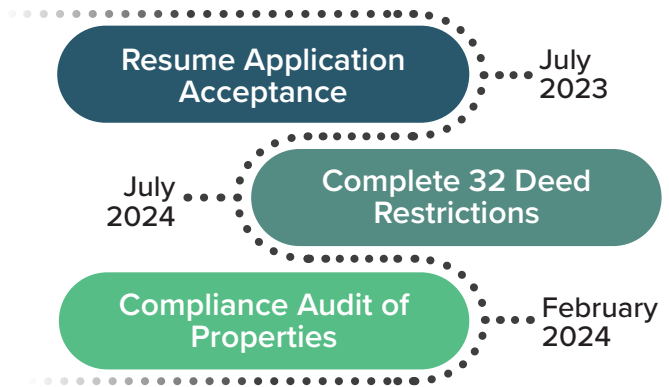 Resume Application
Acceptance
July
2023
July
2024
Complete 32 Deed
Restrictions
Compliance Audit of
Properties
February
2024